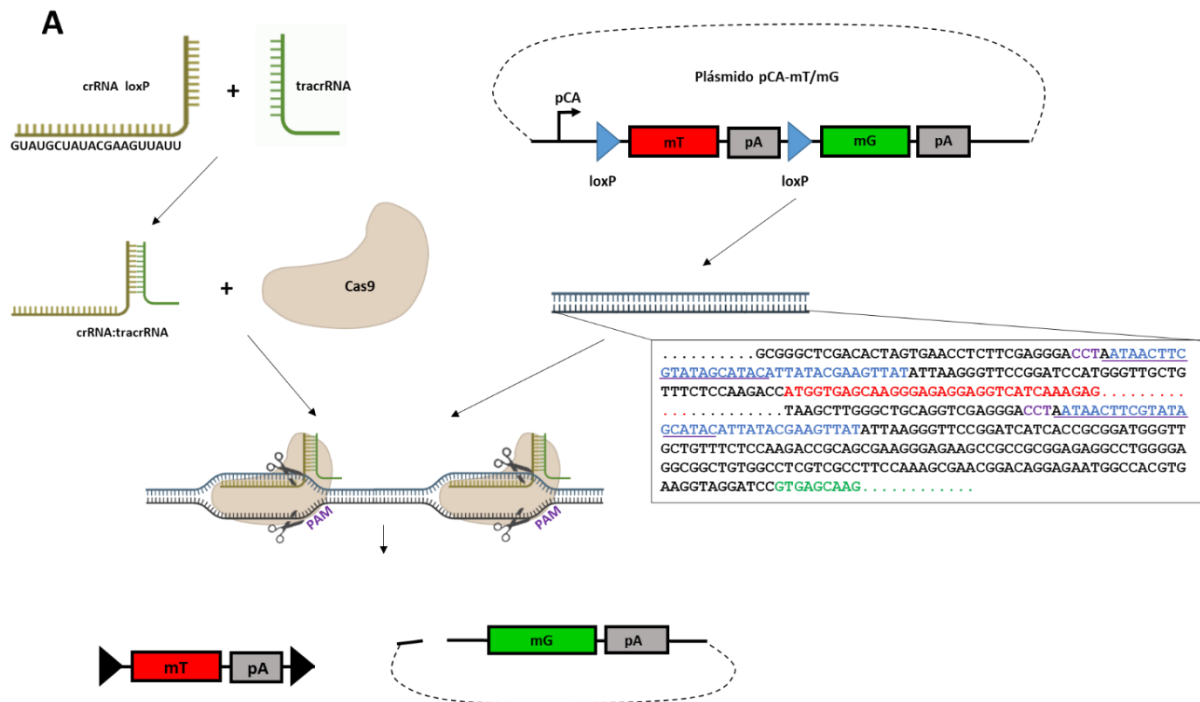 A
crRNA loxP
+
tracrRNA
GUAUGCUAUACGAAGUUAUU
Plásmido pCA-mT/mG
pCA
mT
pA
mG
pA
loxP
loxP
crRNA:tracrRNA
+
Cas9
..........GCGGGCTCGACACTAGTGAACCTCTTCGAGGGACCTAATAACTTC
GTATAGCATACATTATACGAAGTTATATTAAGGGTTCCGGATCCATGGGTTGCTG
TTTCTCCAAGACCATGGTGAGCAAGGGAGAGGAGGTCATCAAAGAG.........
...............TAAGCTTGGGCTGCAGGTCGAGGGACCTAATAACTTCGTATA
GCATACATTATACGAAGTTATATTAAGGGTTCCGGATCATCACCGCGGATGGGTT
GCTGTTTCTCCAAGACCGCAGCGAAGGGAGAAGCCGCCGCGGAGAGGCCTGGGGA
GGCGGCTGTGGCCTCGTCGCCTTCCAAAGCGAACGGACAGGAGAATGGCCACGTG
AAGGTAGGATCCGTGAGCAAG............
PAM
PAM
mT
pA
mG
pA